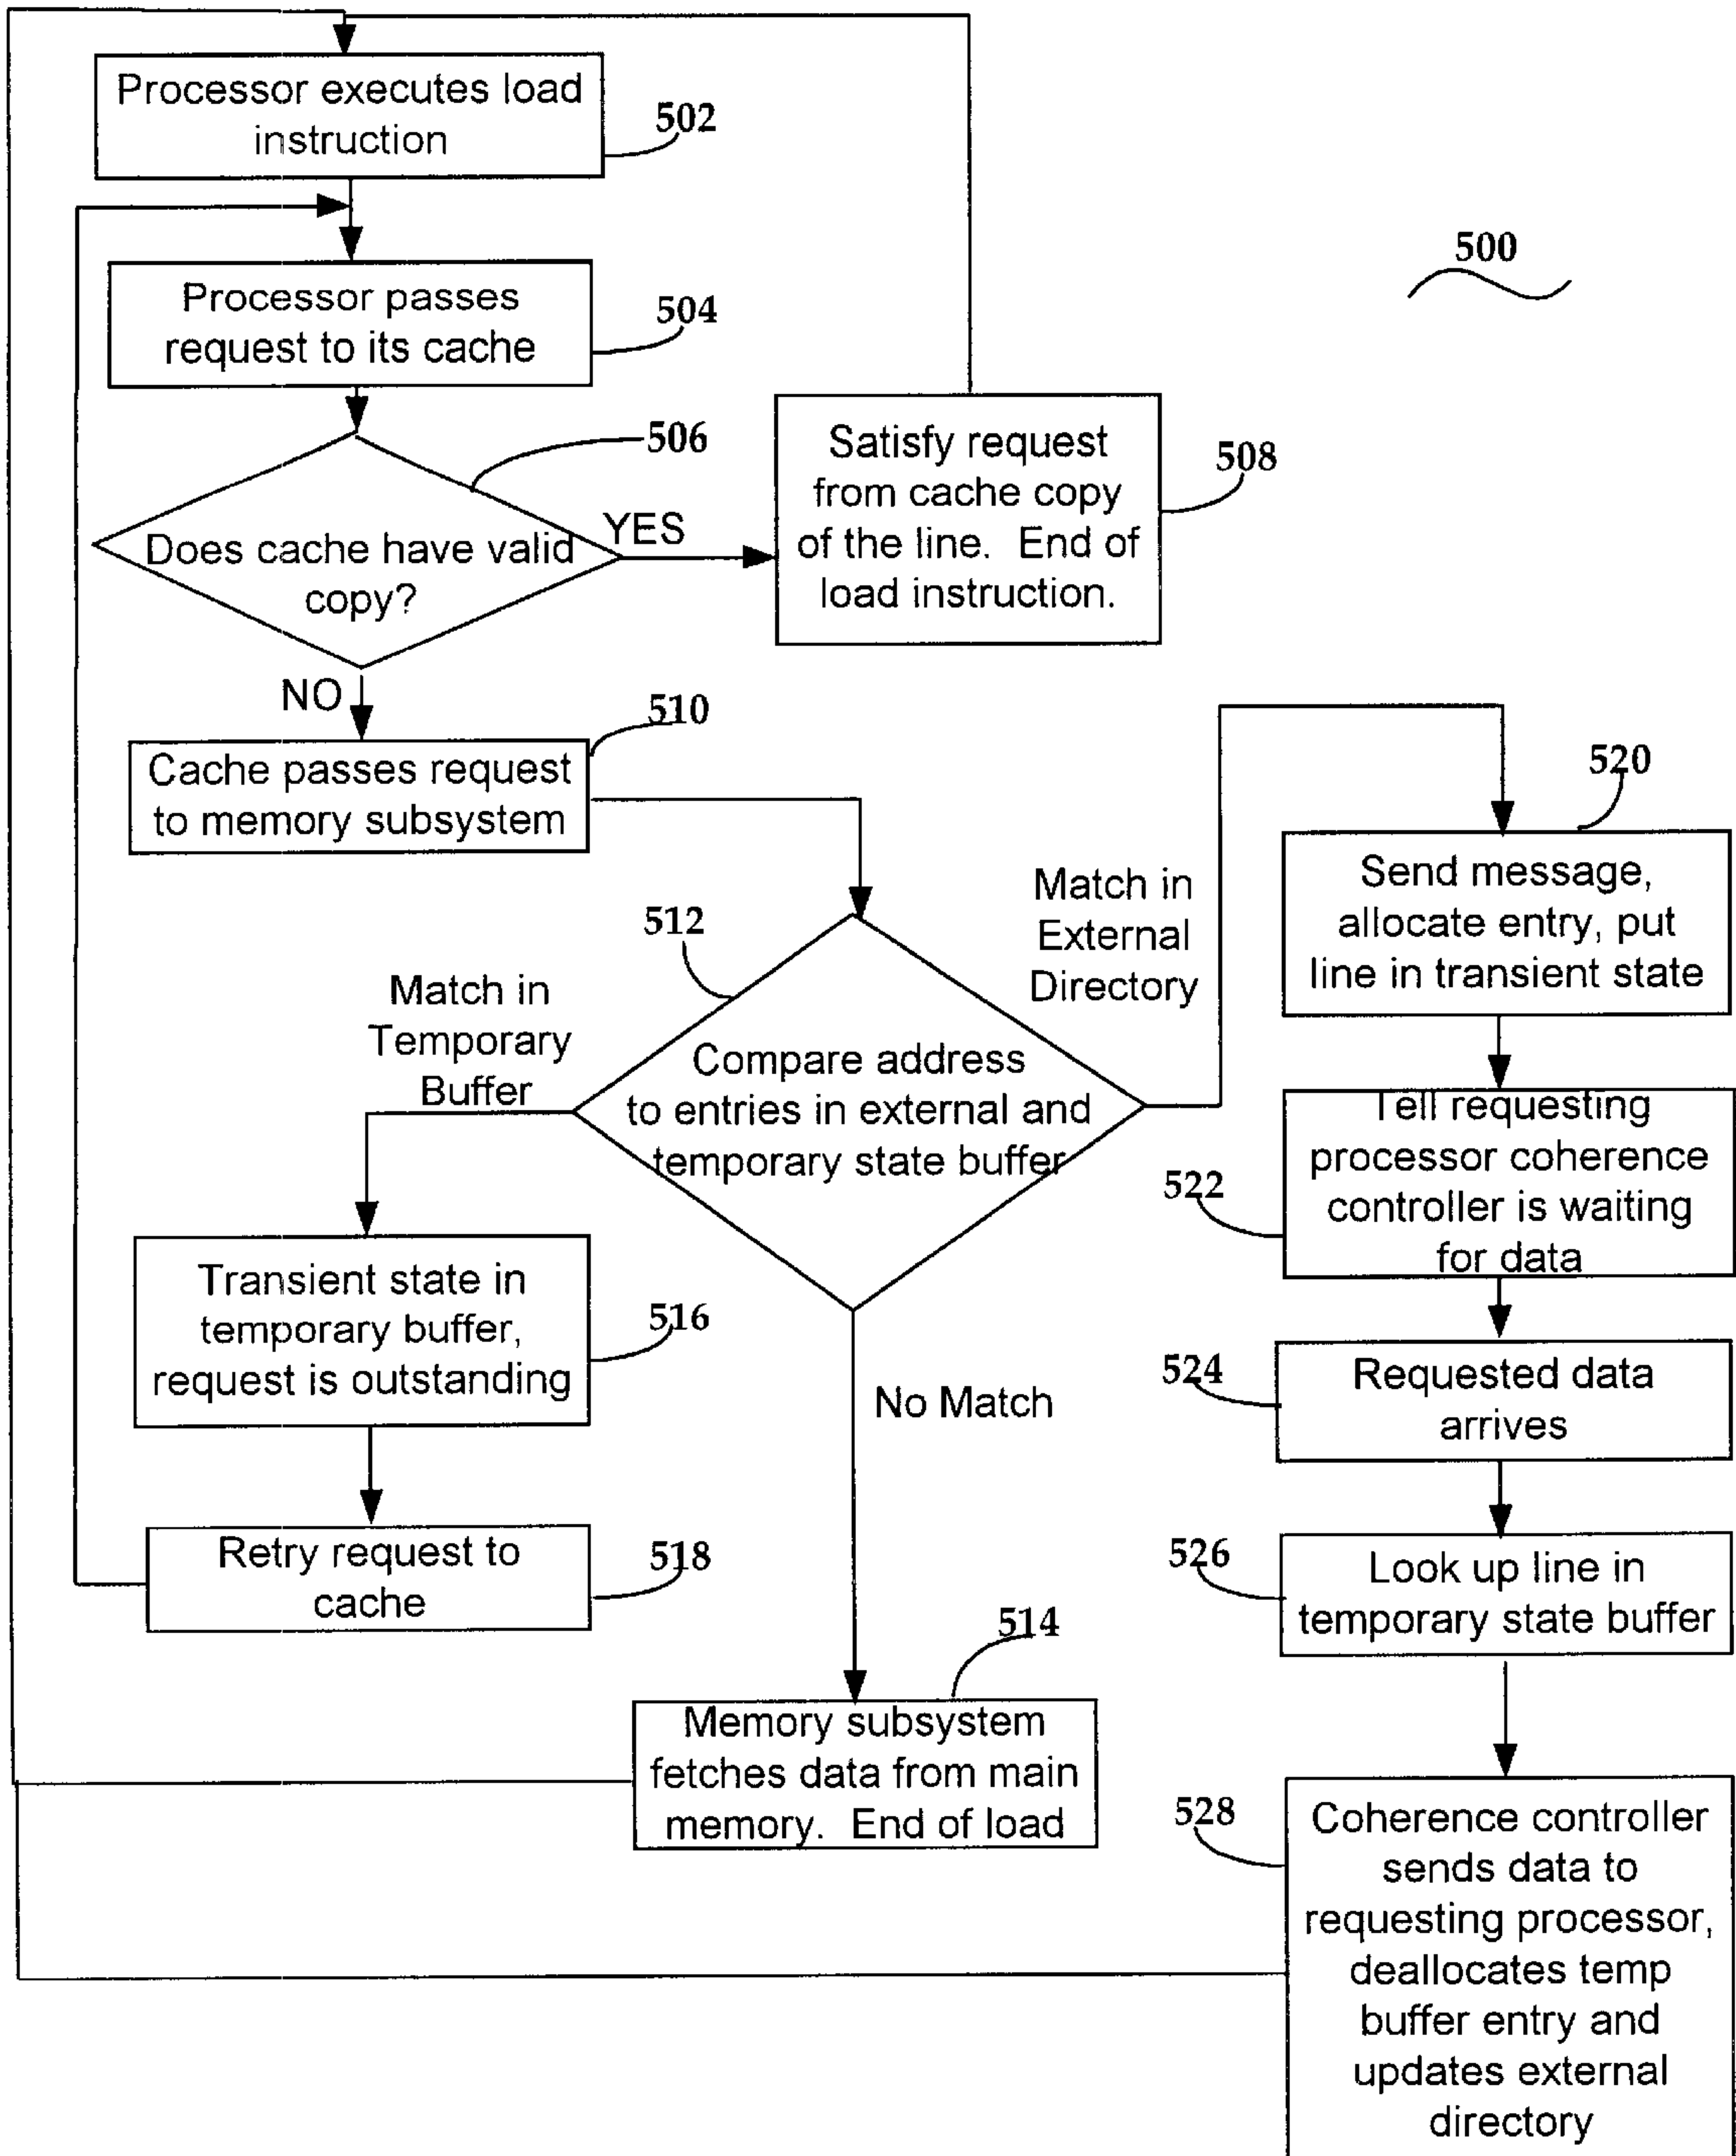 Processor executes load
instruction
502
Processor passes
request to its cache
504
500
506
Does cache have valid
copy?
YES
Satisfy request
from cache copy
of the line. End of
load instruction.
508
NO
510
Cache passes request
to memory subsystem
512
Match in
Temporary
Buffer
Compare address
to entries in external and
temporary state buffer
Match in
External
Directory
520
Send message,
allocate entry, put
line in transient state
Tell requesting
processor coherence
controller is waiting
for data
522
Transient state in
temporary buffer,
request is outstanding
516
No Match
524
Requested data
arrives
Retry request to
cache
518
526
Look up line in
temporary state buffer
514
Memory subsystem
fetches data from main
memory. End of load
528
Coherence controller
sends data to
requesting processor,
deallocates temp
buffer entry and
updates external
directory